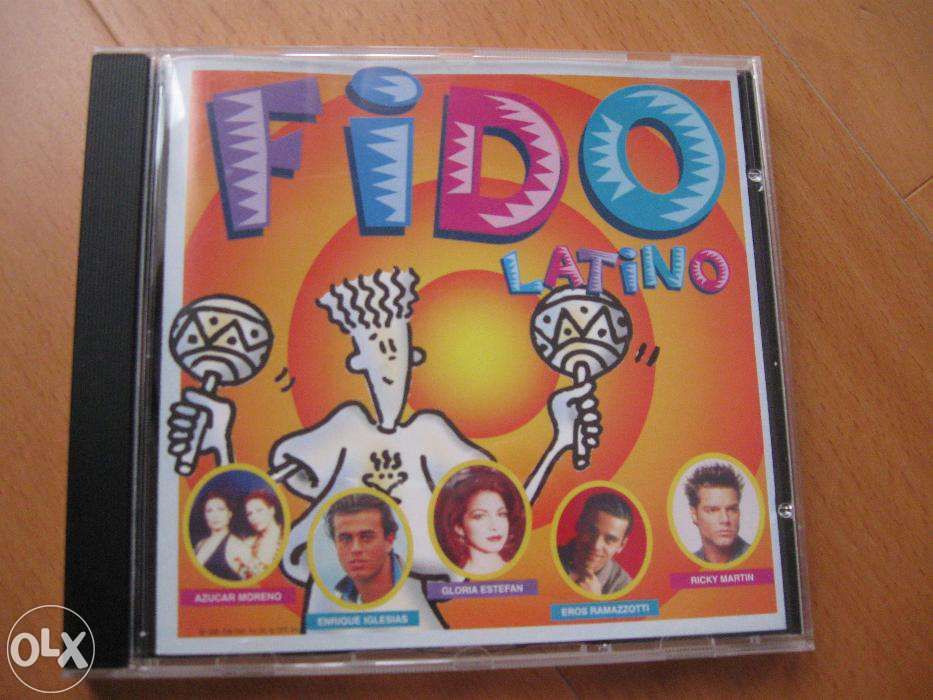 FiDO
LATiNO
AZUCAR MORENO
ENRIQUE IGLESIAS
GLORIA ESTEFAN
EROS RAMAZZOTTI
RICKY MARTIN
OLX